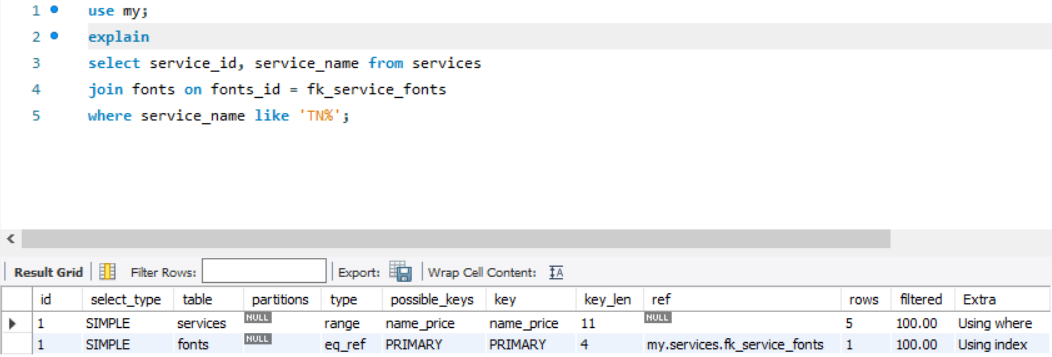 1 use my;
2 explain
3 select service_id, service_name from services
4 join fonts on fonts_id = fk_service_fonts
5 where service_name like 'TN%';
Result Grid Filter Rows: Export: Wrap Cell Content:
id select_type table partitions type possible_keys key key_len ref rows filtered Extra
1 SIMPLE services NULL range name_price name_price 11 NULL 5 100.00 Using where
1 SIMPLE fonts NULL eq_ref PRIMARY PRIMARY 4 my.services.fk_service_fonts 1 100.00 Using index